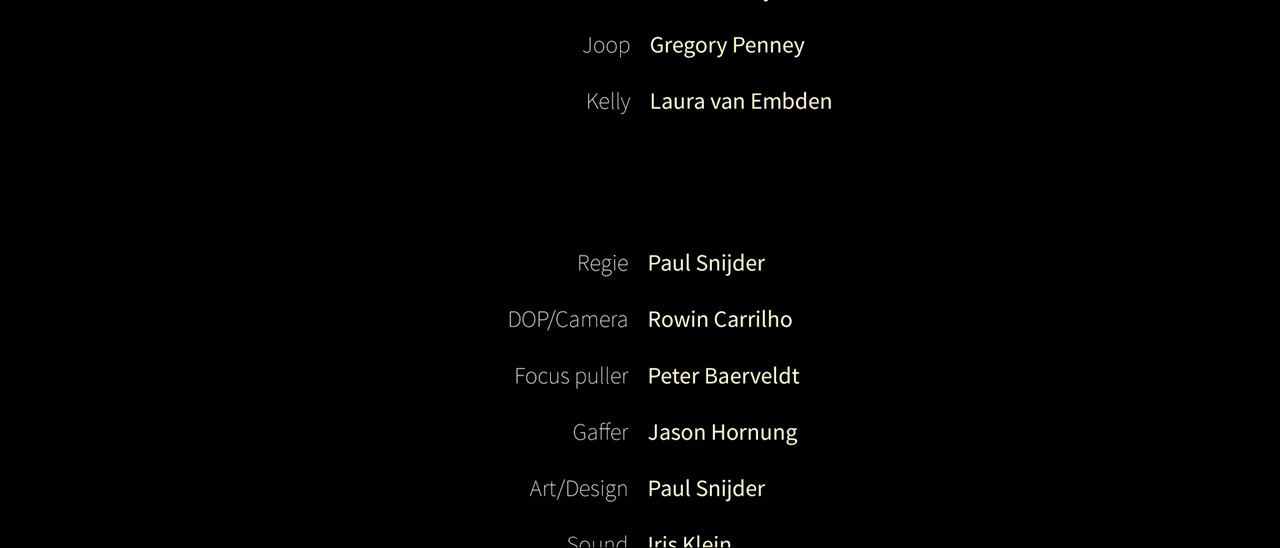 Joop Gregory Penney
Kelly Laura van Embden
Regie Paul Snijder
DOP/Camera Rowin Carrilho
Focus puller Peter Baerveldt
Gaffer Jason Hornung
Art/Design Paul Snijder
Sound Iris Klein